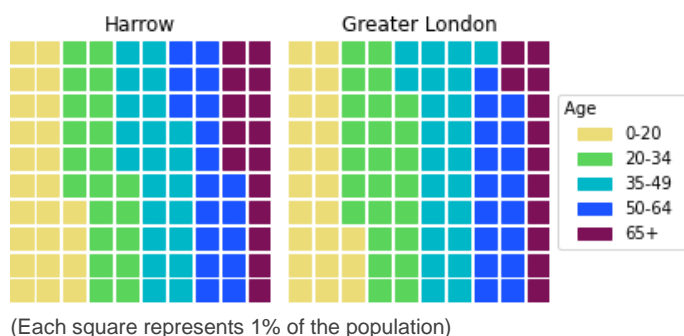 Harrow
Greater London
Age
0-20
20-34
35-49
50-64
65+
(Each square represents 1% of the population)